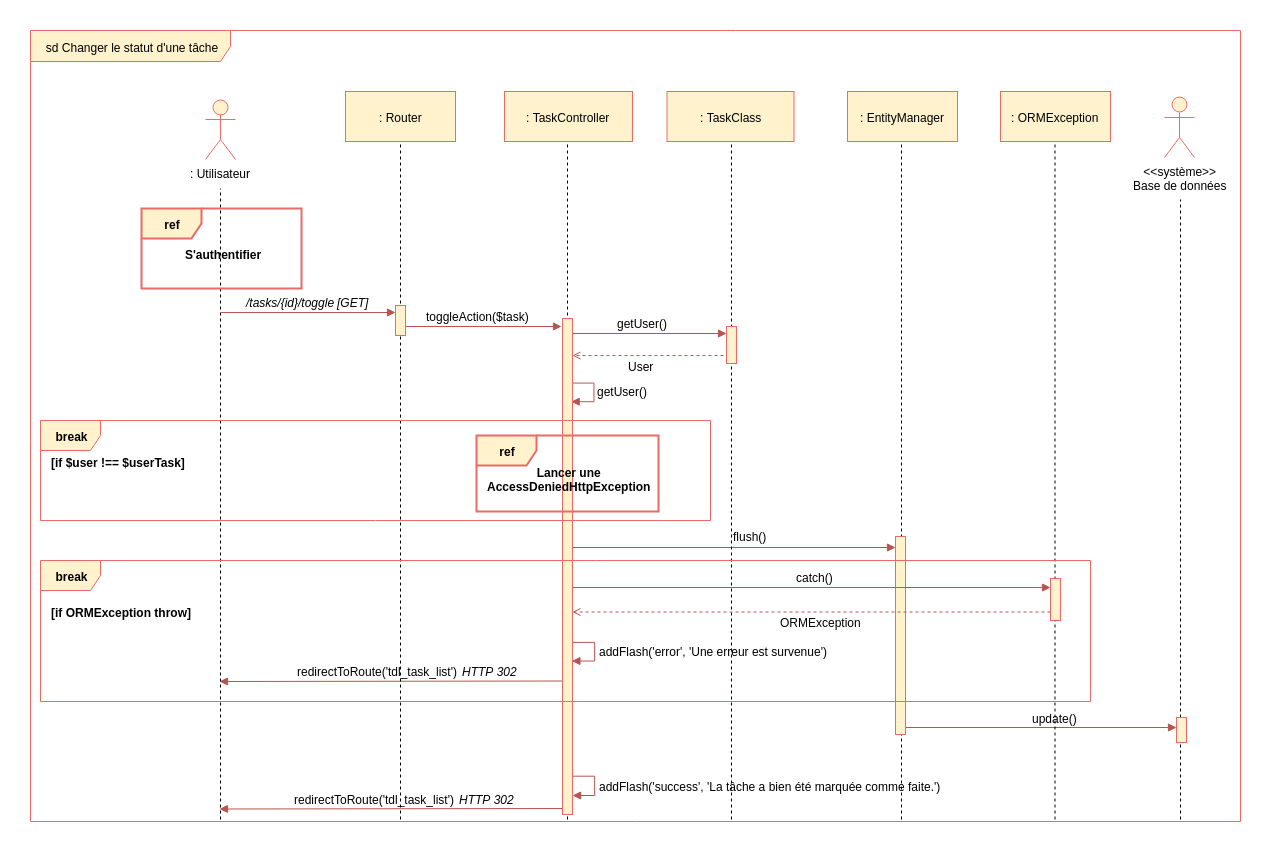 sd Changer le statut d'une tâche
: Utilisateur
: Router
: TaskController
: TaskClass
: EntityManager
: ORMException
<<système>>
Base de données
ref
S'authentifier
/tasks/{id}/toggle [GET]
toggleAction($task)
getUser()
User
getUser()
break
[if $user !== $userTask]
ref
Lancer une
AccessDeniedHttpException
flush()
break
[if ORMException throw]
catch()
ORMException
addFlash('error', 'Une erreur est survenue')
redirectToRoute('tdl_task_list') HTTP 302
update()
addFlash('success', 'La tâche a bien été marquée comme faite.')
redirectToRoute('tdl_task_list') HTTP 302